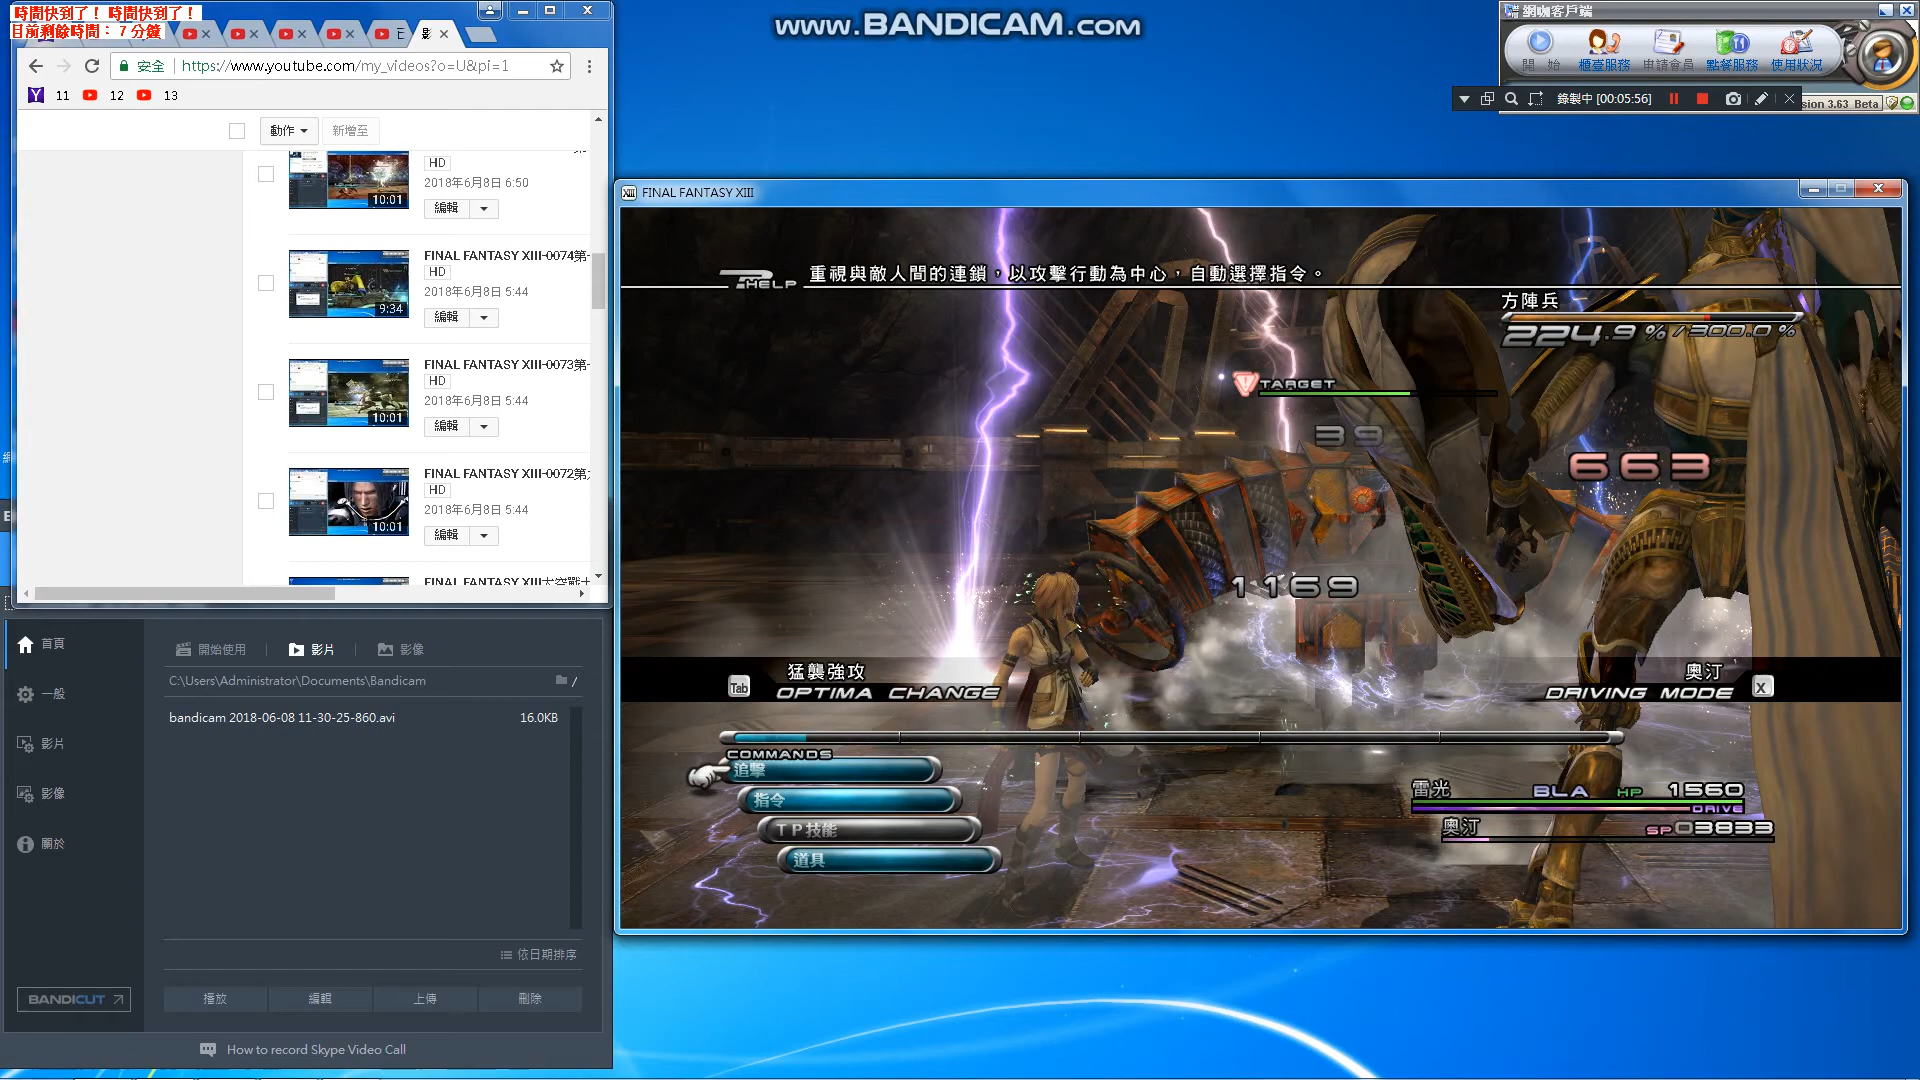 時間快到了！ 時間快到了！
目前剩餘時間： 7 分鐘
安全
https://www.youtube.com/my_videos?o=U&pi=1
11
12
13
動作
新增至
HD
2018年6月8日 6:50
10:01
編輯
FINAL FANTASY XIII-0074第
HD
2018年6月8日 5:44
9:34
編輯
FINAL FANTASY XIII-0073第
HD
2018年6月8日 5:44
10:01
編輯
FINAL FANTASY XIII-0072第
HD
2018年6月8日 5:44
10:01
編輯
FINAL FANTASY XIII太空戰士
首頁
一般
影片
影像
關於
開始使用
影片
影像
C:\Users\Administrator\Documents\Bandicam
/
bandicam 2018-06-08 11-30-25-860.avi
16.0KB
依日期排序
播放
編輯
上傳
刪除
BANDICUT
How to record Skype Video Call
www.BANDICAM.com
網咖客戶端
開 始
櫃臺服務
申請會員
點餐服務
使用狀況
錄製中 [00:05:56]
sion 3.63 Beta
FINAL FANTASY XIII
HELP
重視與敵人間的連鎖，以攻擊行動為中心，自動選擇指令。
方陣兵
224.9 % /300.0 %
TARGET
39
663
1169
Tab
猛襲強攻
OPTIMA CHANGE
奧汀
DRIVING MODE
X
COMMANDS
追擊
指令
TP技能
道具
雷光
BLA
HP
1560
DRIVE
奧汀
SP
03833